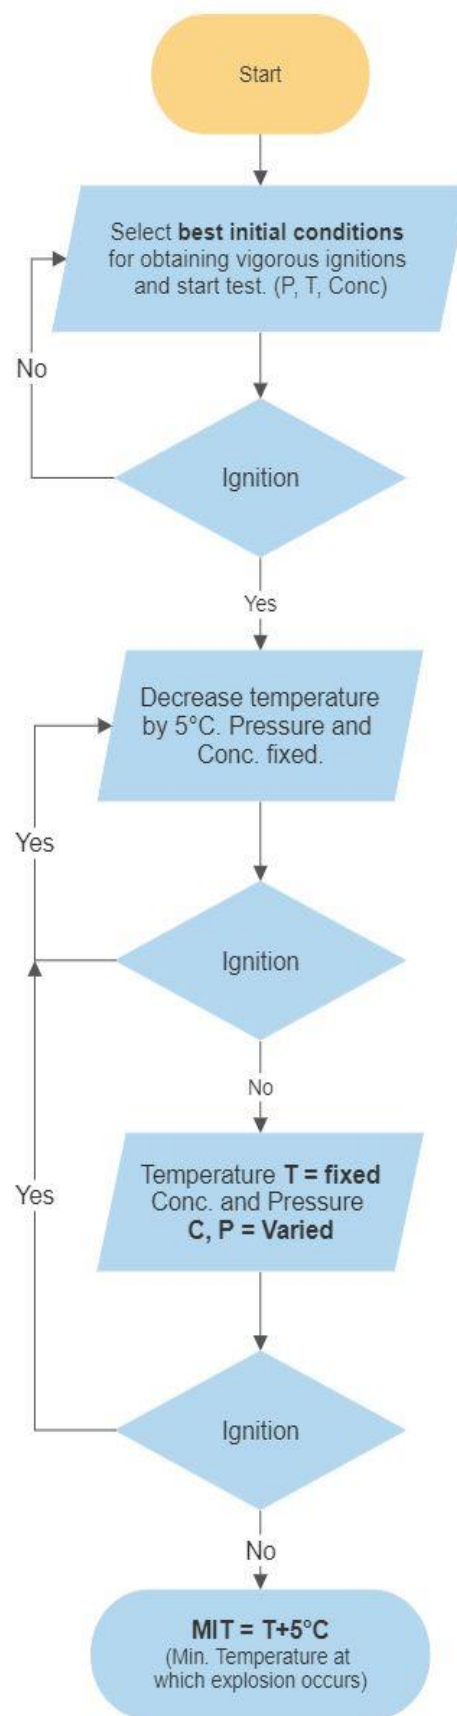 Start
Select best initial conditions
for obtaining vigorous ignitions
and start test. (P, T, Conc)
No
Ignition
Yes
Decrease temperature
by 5°C. Pressure and
Conc. fixed.
Yes
Ignition
No
Temperature T = fixed
Conc. and Pressure
C, P = Varied
Yes
Ignition
No
MIT = T+5°C
(Min. Temperature at
which explosion occurs)